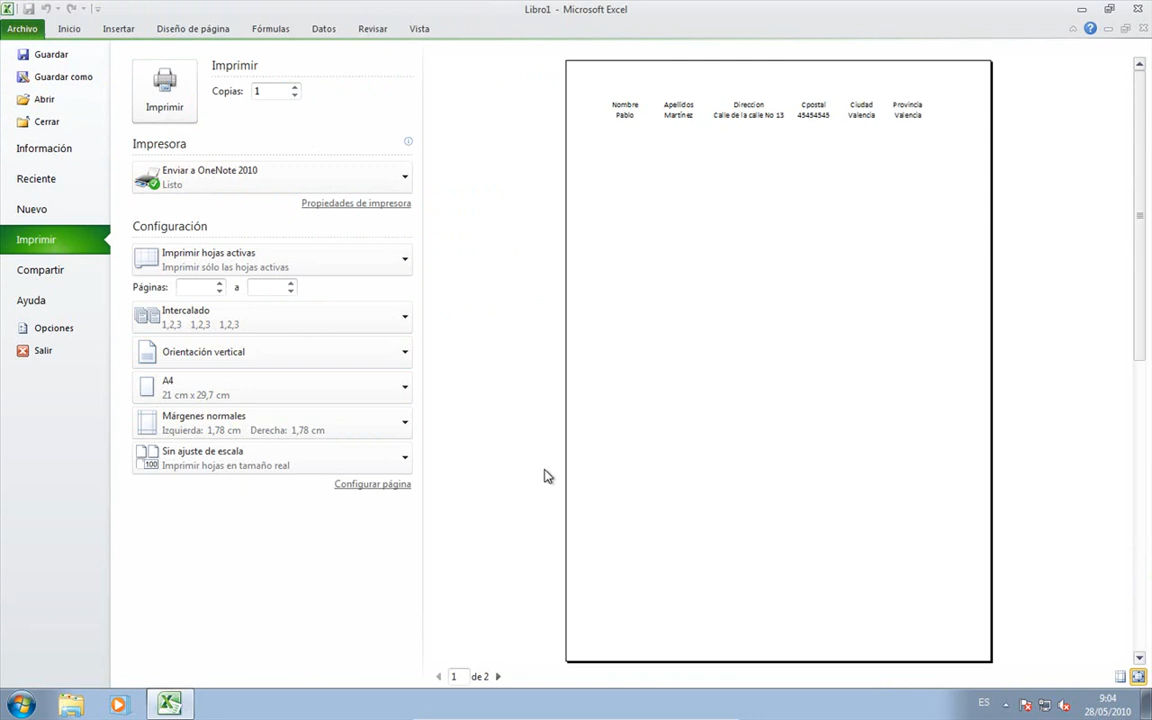 Libro1 - Microsoft Excel
Archivo Inicio Insertar Diseño de página Fórmulas Datos Revisar Vista
Guardar
Guardar como
Abrir
Cerrar
Información
Reciente
Nuevo
Imprimir
Compartir
Ayuda
Opciones
Salir
Imprimir
Imprimir
Copias: 1
Impresora
Enviar a OneNote 2010
Listo
Propiedades de impresora
Configuración
Imprimir hojas activas
Imprimir sólo las hojas activas
Páginas: a
Intercalado
1,2,3 1,2,3 1,2,3
Orientación vertical
A4
21 cm x 29,7 cm
Márgenes normales
Izquierda: 1,78 cm Derecha: 1,78 cm
100
Sin ajuste de escala
Imprimir hojas en tamaño real
Configurar página
Nombre Apellidos Direccion Cpostal Ciudad Provincia
Pablo Martínez Calle de la calle No 13 45454545 Valencia Valencia
1 de 2
ES
9:04
28/05/2010